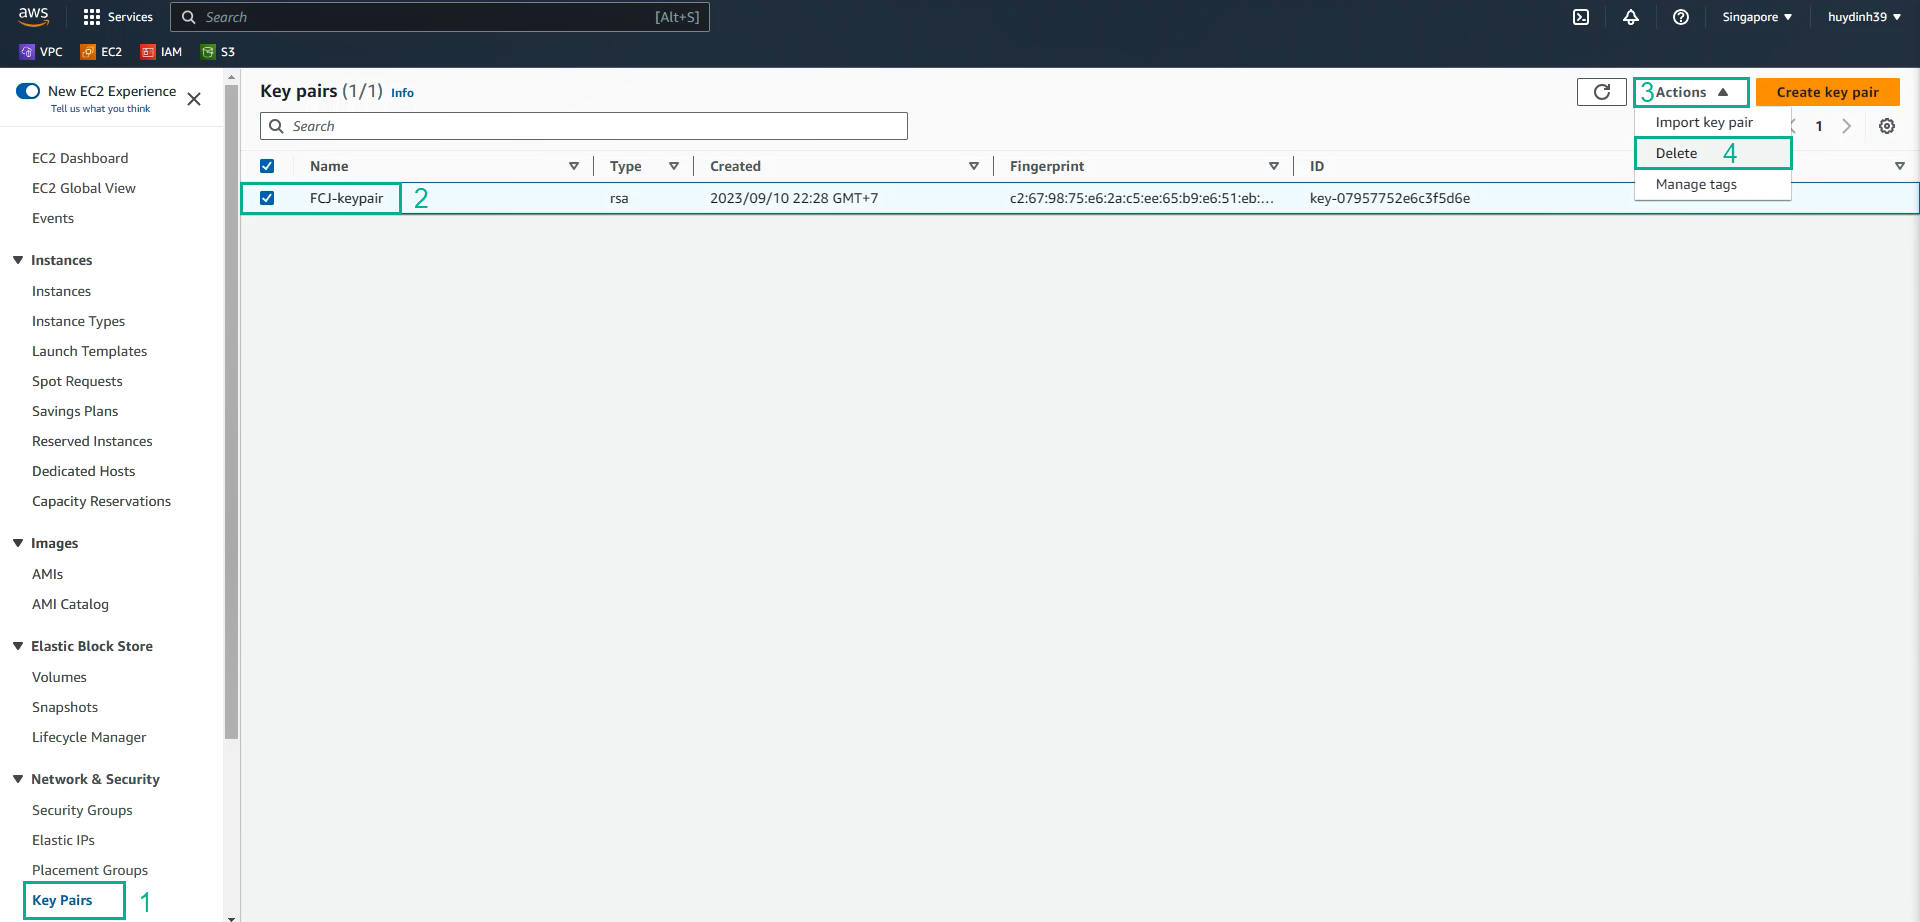 aws
Services
Search
[Alt+S]
Singapore
huydinh39
VPC
EC2
IAM
S3
New EC2 Experience
Tell us what you think
EC2 Dashboard
EC2 Global View
Events
Instances
Instances
Instance Types
Launch Templates
Spot Requests
Savings Plans
Reserved Instances
Dedicated Hosts
Capacity Reservations
Images
AMIs
AMI Catalog
Elastic Block Store
Volumes
Snapshots
Lifecycle Manager
Network & Security
Security Groups
Elastic IPs
Placement Groups
Key Pairs 1
Key pairs (1/1) Info
3 Actions
Create key pair
Search
Import key pair
1
Delete 4
Manage tags
Name Type Created Fingerprint ID
FCJ-keypair 2 rsa 2023/09/10 22:28 GMT+7 c2:67:98:75:e6:2a:c5:ee:65:b9:e6:51:eb:... key-07957752e6c3f5d6e